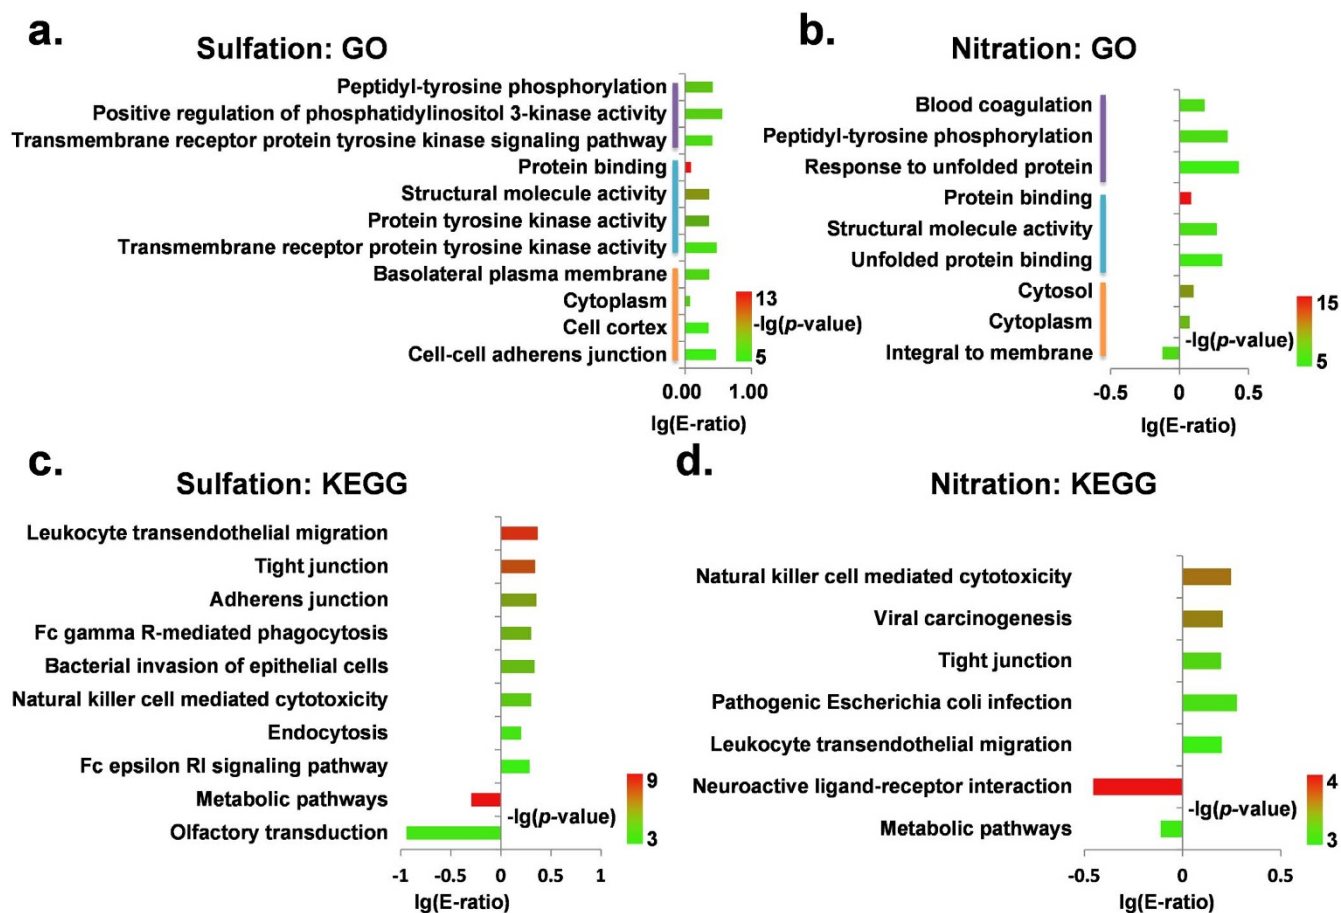 a.
Sulfation: GO
Peptidyl-tyrosine phosphorylation
Positive regulation of phosphatidylinositol 3-kinase activity
Transmembrane receptor protein tyrosine kinase signaling pathway
Protein binding
Structural molecule activity
Protein tyrosine kinase activity
Transmembrane receptor protein tyrosine kinase activity
Basolateral plasma membrane
Cytoplasm
Cell cortex
Cell-cell adherens junction
13
-lg(p-value)
5
0.00 1.00
lg(E-ratio)
b.
Nitration: GO
Blood coagulation
Peptidyl-tyrosine phosphorylation
Response to unfolded protein
Protein binding
Structural molecule activity
Unfolded protein binding
Cytosol
Cytoplasm
Integral to membrane
15
-lg(p-value)
5
-0.5 0 0.5
lg(E-ratio)
c.
Sulfation: KEGG
Leukocyte transendothelial migration
Tight junction
Adherens junction
Fc gamma R-mediated phagocytosis
Bacterial invasion of epithelial cells
Natural killer cell mediated cytotoxicity
Endocytosis
Fc epsilon RI signaling pathway
Metabolic pathways
Olfactory transduction
9
-lg(p-value)
3
-1 -0.5 0 0.5 1
lg(E-ratio)
d.
Nitration: KEGG
Natural killer cell mediated cytotoxicity
Viral carcinogenesis
Tight junction
Pathogenic Escherichia coli infection
Leukocyte transendothelial migration
Neuroactive ligand-receptor interaction
Metabolic pathways
4
-lg(p-value)
3
-0.5 0 0.5
lg(E-ratio)